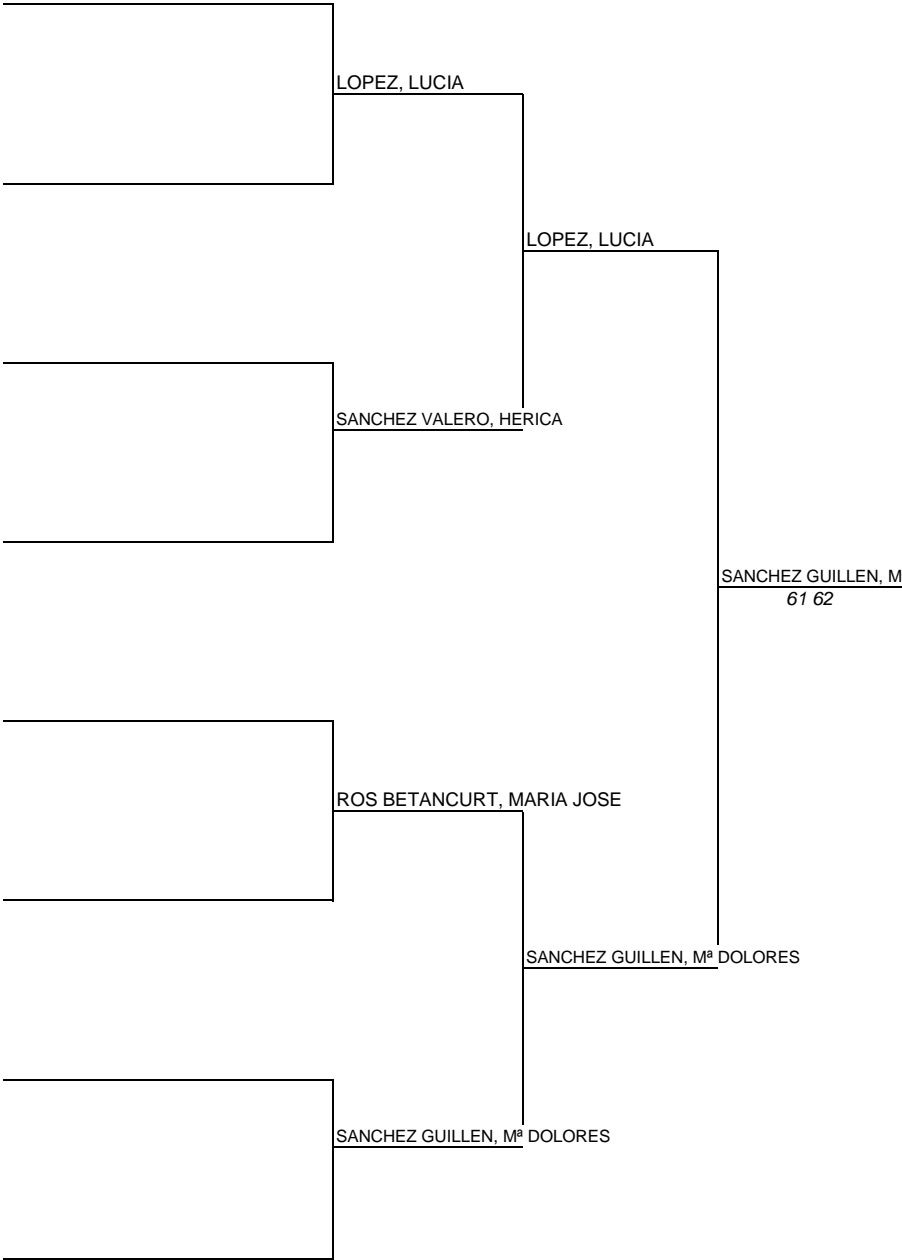 LOPEZ, LUCIA
LOPEZ, LUCIA
SANCHEZ VALERO, HERICA
SANCHEZ GUILLEN, M
61 62
ROS BETANCURT, MARIA JOSE
SANCHEZ GUILLEN, Mª DOLORES
SANCHEZ GUILLEN, Mª DOLORES